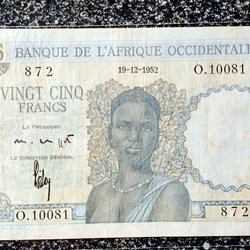 BANQUE DE L'AFRIQUE OCCIDENTALE
872 19-12-1952 O.10081
VINGT CINQ
FRANCS
LE PRÉSIDENT,
LE DIRECTEUR GÉNÉRAL,
O.10081 872